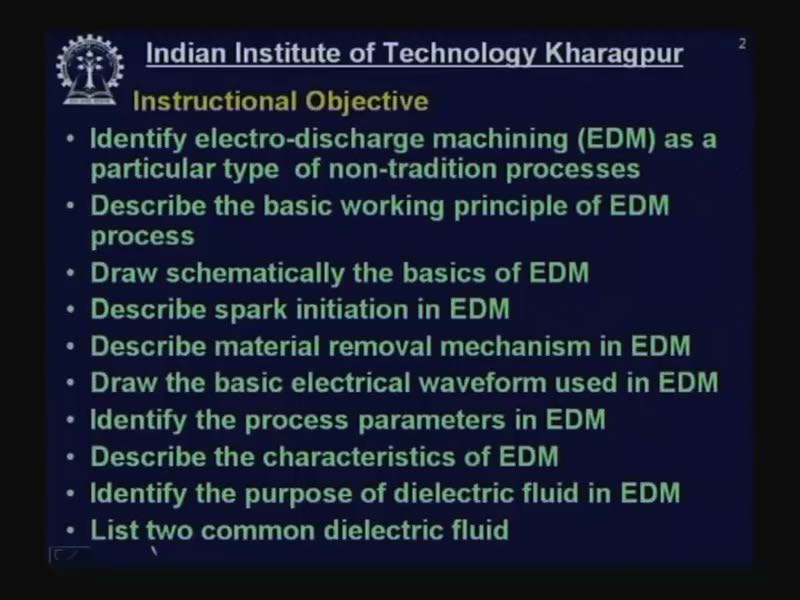 Indian Institute of Technology Kharagpur
2
Instructional Objective
• Identify electro-discharge machining (EDM) as a
particular type of non-tradition processes
• Describe the basic working principle of EDM
process
• Draw schematically the basics of EDM
• Describe spark initiation in EDM
• Describe material removal mechanism in EDM
• Draw the basic electrical waveform used in EDM
• Identify the process parameters in EDM
• Describe the characteristics of EDM
• Identify the purpose of dielectric fluid in EDM
• List two common dielectric fluid